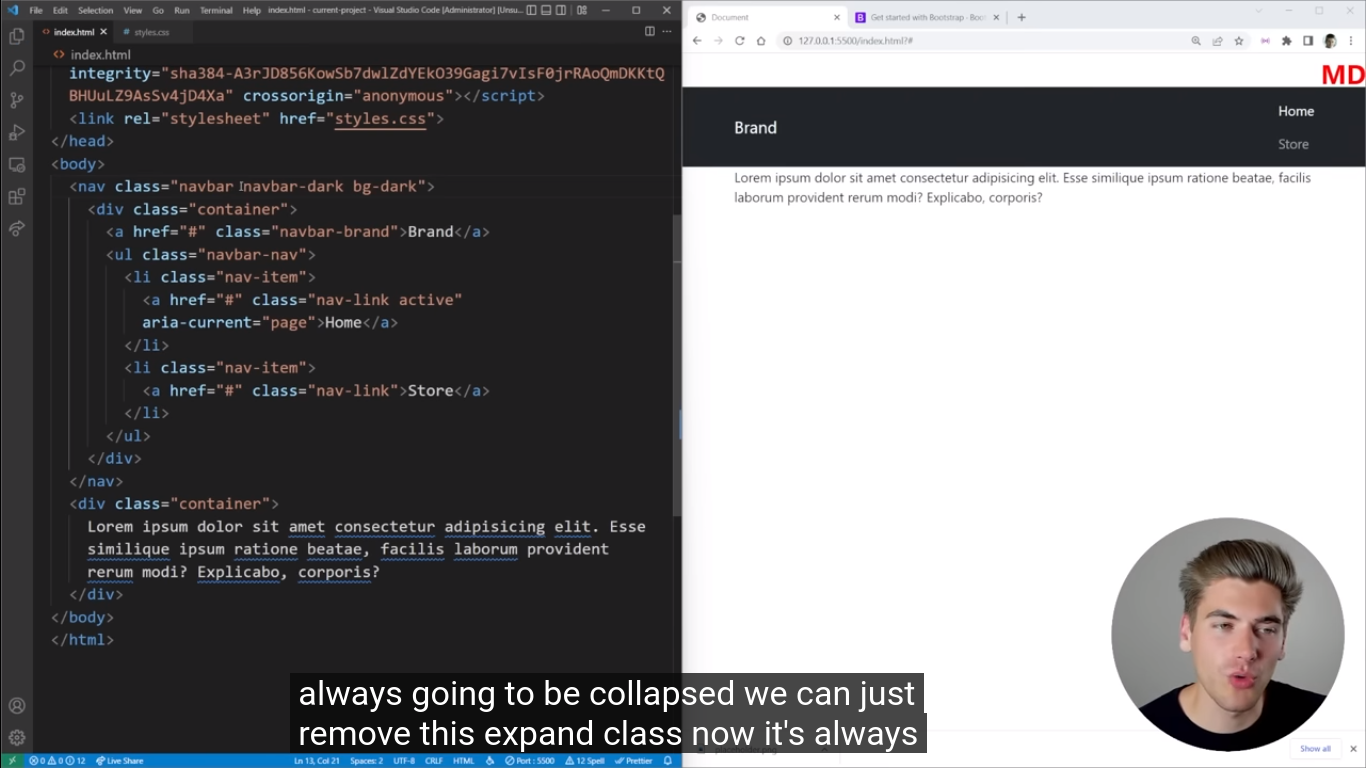 File Edit Selection View Go Run Terminal Help index.html - current-project - Visual Studio Code [Administrator] [Unsu...
index.html styles.css
index.html
integrity="sha384-A3rJD856KowSb7dwlZdYEkO39Gagi7vIsF0jrRAoQmDKKtQ
BHUuLZ9AsSv4jD4Xa" crossorigin="anonymous"></script>
<link rel="stylesheet" href="styles.css">
</head>
<body>
<nav class="navbar navbar-dark bg-dark">
<div class="container">
<a href="#" class="navbar-brand">Brand</a>
<ul class="navbar-nav">
<li class="nav-item">
<a href="#" class="nav-link active"
aria-current="page">Home</a>
</li>
<li class="nav-item">
<a href="#" class="nav-link">Store</a>
</li>
</ul>
</div>
</nav>
<div class="container">
Lorem ipsum dolor sit amet consectetur adipisicing elit. Esse
similique ipsum ratione beatae, facilis laborum provident
rerum modi? Explicabo, corporis?
</div>
</body>
</html>
0 0 12 Live Share Ln 13, Col 21 Spaces: 2 UTF-8 CRLF HTML Port : 5500 12 Spell Prettier
Document Get started with Bootstrap · Boot
127.0.0.1:5500/index.html?#
MD
Brand
Home
Store
Lorem ipsum dolor sit amet consectetur adipisicing elit. Esse similique ipsum ratione beatae, facilis
laborum provident rerum modi? Explicabo, corporis?
always going to be collapsed we can just
remove this expand class now it's always
Show all